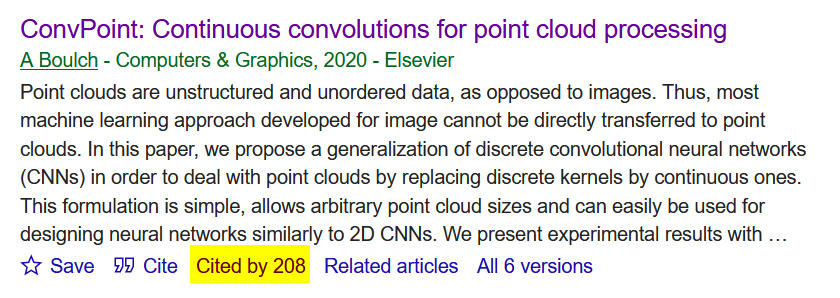 ConvPoint: Continuous convolutions for point cloud processing
A Boulch - Computers & Graphics, 2020 - Elsevier
Point clouds are unstructured and unordered data, as opposed to images. Thus, most
machine learning approach developed for image cannot be directly transferred to point
clouds. In this paper, we propose a generalization of discrete convolutional neural networks
(CNNs) in order to deal with point clouds by replacing discrete kernels by continuous ones.
This formulation is simple, allows arbitrary point cloud sizes and can easily be used for
designing neural networks similarly to 2D CNNs. We present experimental results with …
Save Cite Cited by 208 Related articles All 6 versions